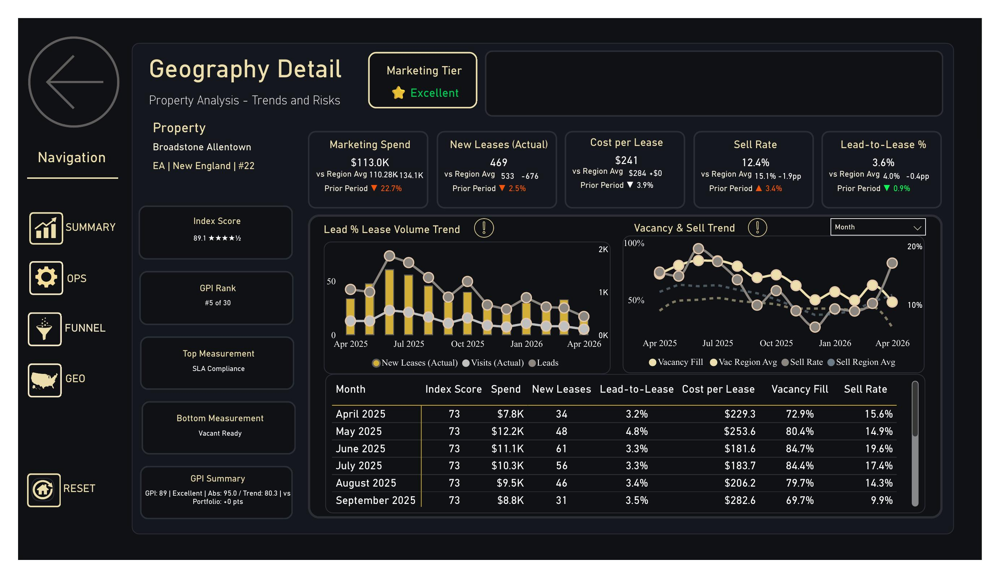 Geography Detail
Property Analysis - Trends and Risks
Marketing Tier
⭐ Excellent
Property
Broadstone Allentown
EA | New England | #22
Navigation
SUMMARY
OPS
FUNNEL
GEO
RESET
Marketing Spend
$113.0K
vs Region Avg 110.28K -134.1K
Prior Period ▼ 22.7%
New Leases (Actual)
469
vs Region Avg 533 -676
Prior Period ▼ 2.5%
Cost per Lease
$241
vs Region Avg $284 +$0
Prior Period ▼ 3.9%
Sell Rate
12.4%
vs Region Avg 15.1% -1.9pp
Prior Period ▲ 3.4%
Lead-to-Lease %
3.6%
vs Region Avg 4.0% -0.4pp
Prior Period ▼ 0.9%
Index Score
89.1 ★★★★½
GPI Rank
#5 of 30
Top Measurement
SLA Compliance
Bottom Measurement
Vacant Ready
GPI Summary
GPI: 89 | Excellent | Abs: 95.0 / Trend: 80.3 | vs
Portfolio: +0 pts
Lead % Lease Volume Trend
!
2K
50
1K
0
0K
Apr 2025 Jul 2025 Oct 2025 Jan 2026 Apr 2026
New Leases (Actual) Visits (Actual) Leads
Vacancy & Sell Trend
!
Month
100%
20%
50%
10%
Apr 2025 Jul 2025 Oct 2025 Jan 2026 Apr 2026
Vacancy Fill Vac Region Avg Sell Rate Sell Region Avg
Month Index Score Spend New Leases Lead-to-Lease Cost per Lease Vacancy Fill Sell Rate
April 2025 73 $7.8K 34 3.2% $229.3 72.9% 15.6%
May 2025 73 $12.2K 48 4.8% $253.6 80.4% 14.9%
June 2025 73 $11.1K 61 3.3% $181.6 84.7% 19.6%
July 2025 73 $10.3K 56 3.3% $183.7 84.4% 17.4%
August 2025 73 $9.5K 46 3.4% $206.2 79.7% 14.3%
September 2025 73 $8.8K 31 3.5% $282.6 69.7% 9.9%